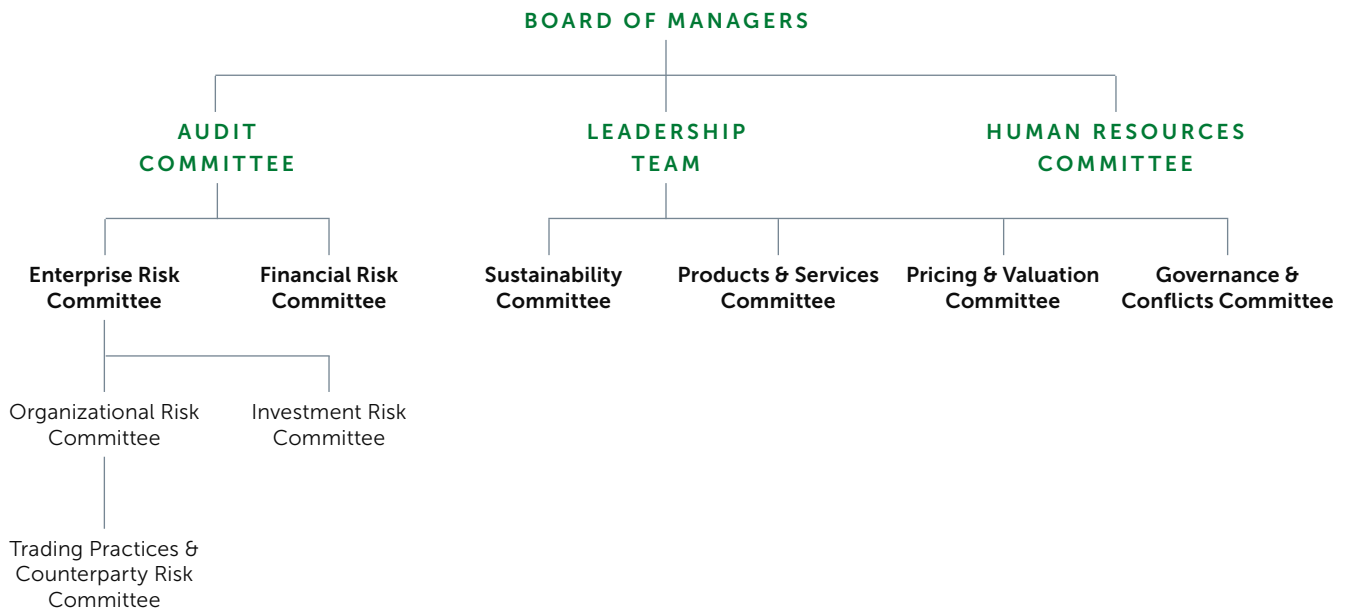 BOARD OF MANAGERS
AUDIT
COMMITTEE
LEADERSHIP
TEAM
HUMAN RESOURCES
COMMITTEE
Enterprise Risk
Committee
Financial Risk
Committee
Sustainability
Committee
Products & Services
Committee
Pricing & Valuation
Committee
Governance &
Conflicts Committee
Organizational Risk
Committee
Investment Risk
Committee
Trading Practices &
Counterparty Risk
Committee